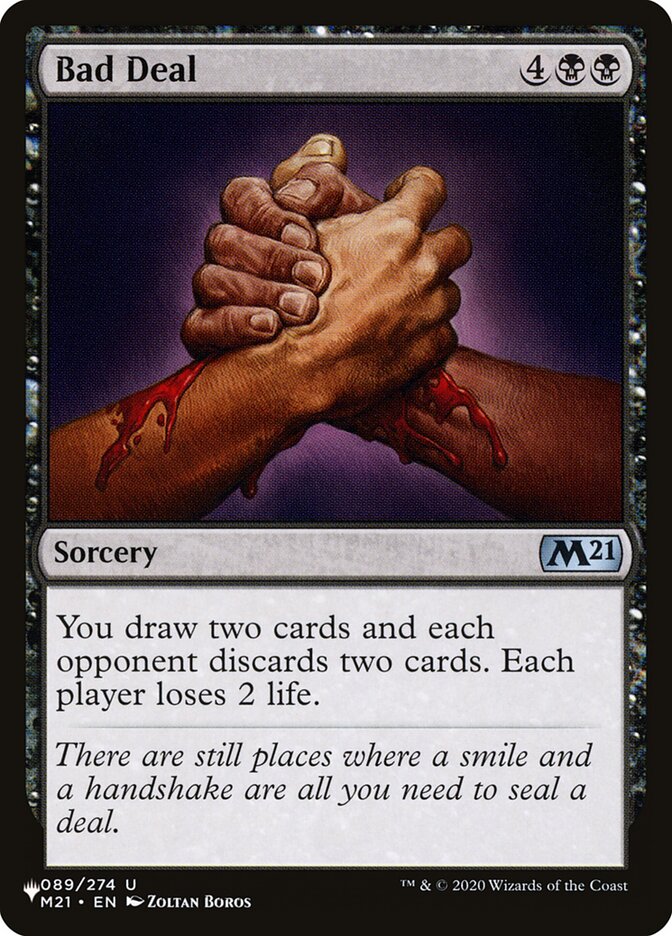 Bad Deal 4
Sorcery M21
You draw two cards and each
opponent discards two cards. Each
player loses 2 life.
There are still places where a smile and
a handshake are all you need to seal a
deal.
089/274 U
M21 • EN Zoltan Boros
™ & © 2020 Wizards of the Coast